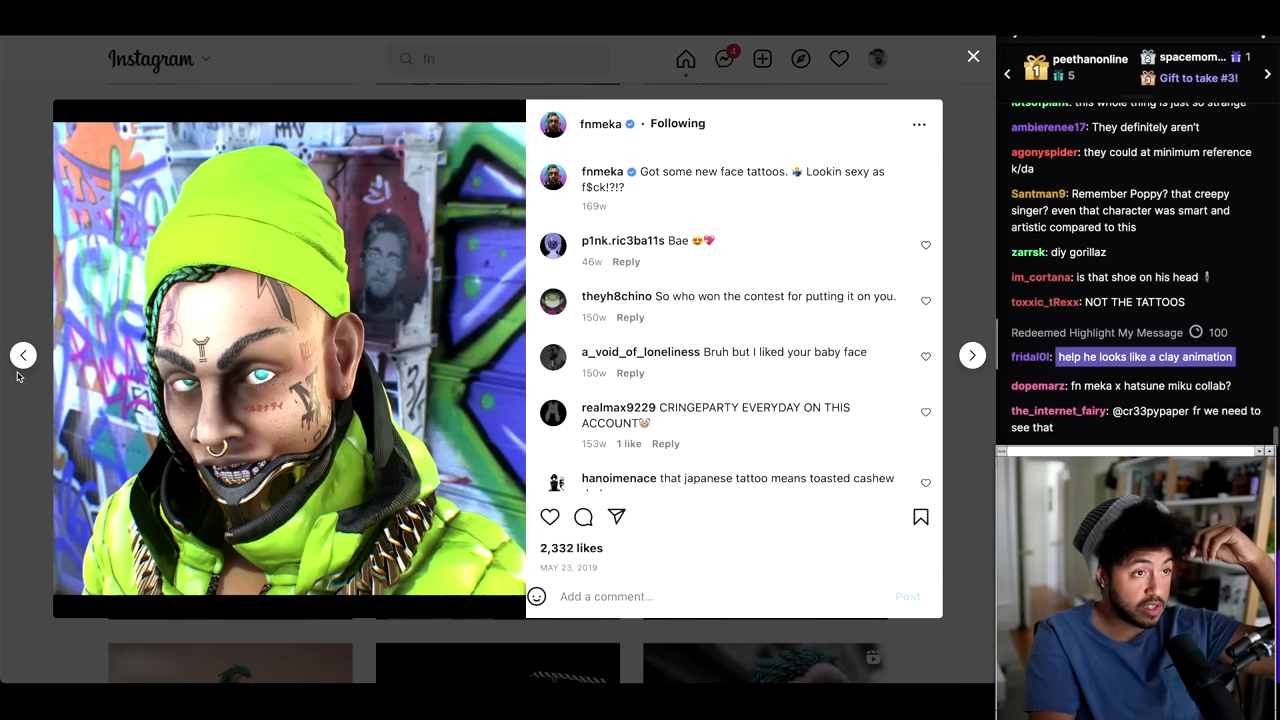 Instagram
fn
4
fnmeka • Following
fnmeka Got some new face tattoos. Lookin sexy as
f$ck!?!?
169w
p1nk.ric3ba11s Bae 😍💖
46w Reply
theyh8chino So who won the contest for putting it on you.
150w Reply
a_void_of_loneliness Bruh but I liked your baby face
150w Reply
realmax9229 CRINGEPARTY EVERYDAY ON THIS
ACCOUNT🤡
153w 1 like Reply
hanoimenace that japanese tattoo means toasted cashew
2,332 likes
MAY 23, 2019
Add a comment...
Post
1 peethanonline
5
2 spacemom... 1
3 Gift to take #3!
lotsofplant: this whole thing is just so strange
ambierenee17: They definitely aren't
agonyspider: they could at minimum reference
k/da
Santman9: Remember Poppy? that creepy
singer? even that character was smart and
artistic compared to this
zarrsk: diy gorillaz
im_cortana: is that shoe on his head
toxxic_tRexx: NOT THE TATTOOS
Redeemed Highlight My Message 100
fridal0l: help he looks like a clay animation
dopemarz: fn meka x hatsune miku collab?
the_internet_fairy: @cr33pypaper fr we need to
see that